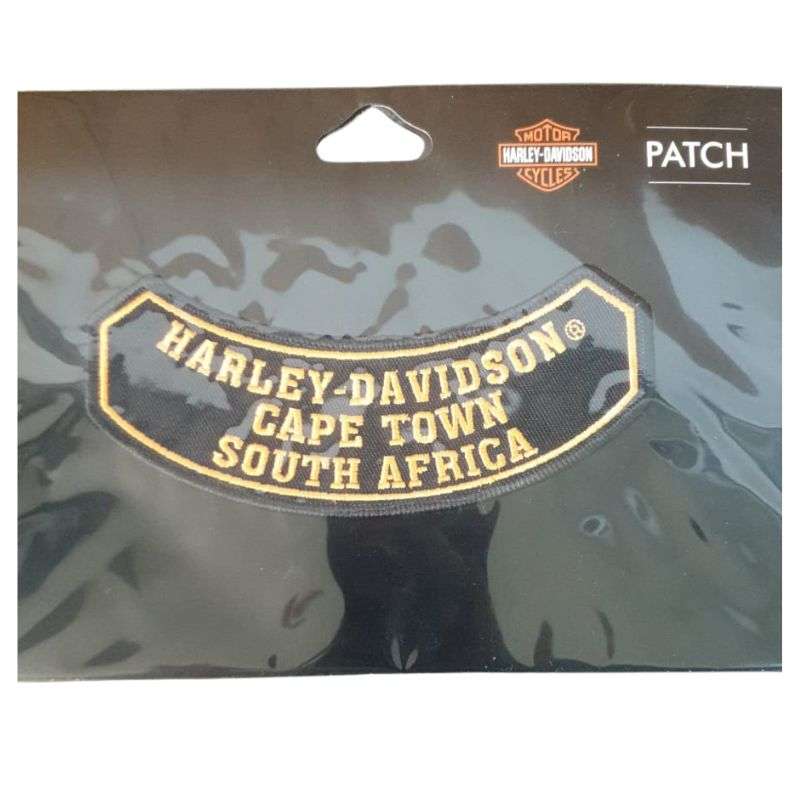 MOTOR
HARLEY-DAVIDSON
CYCLES
PATCH
HARLEY-DAVIDSON®
CAPE TOWN
SOUTH AFRICA